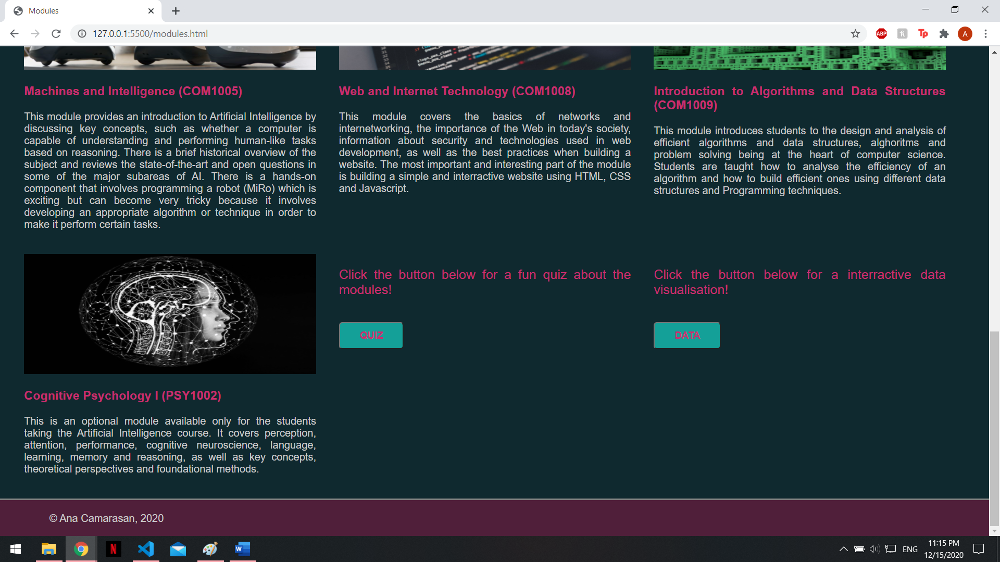 Modules
127.0.0.1:5500/modules.html
ABP
Tp
A
Machines and Intelligence (COM1005)
This module provides an introduction to Artificial Intelligence by
discussing key concepts, such as whether a computer is
capable of understanding and performing human-like tasks
based on reasoning. There is a brief historical overview of the
subject and reviews the state-of-the-art and open questions in
some of the major subareas of AI. There is a hands-on
component that involves programming a robot (MiRo) which is
exciting but can become very tricky because it involves
developing an appropriate algorithm or technique in order to
make it perform certain tasks.
Web and Internet Technology (COM1008)
This module covers the basics of networks and
internetworking, the importance of the Web in today's society,
information about security and technologies used in web
development, as well as the best practices when building a
website. The most important and interesting part of the module
is building a simple and interractive website using HTML, CSS
and Javascript.
Introduction to Algorithms and Data Structures
(COM1009)
This module introduces students to the design and analysis of
efficient algorithms and data structures, alghoritms and
problem solving being at the heart of computer science.
Students are taught how to analyse the efficiency of an
algorithm and how to build efficient ones using different data
structures and Programming techniques.
Cognitive Psychology I (PSY1002)
This is an optional module available only for the students
taking the Artificial Intelligence course. It covers perception,
attention, performance, cognitive neuroscience, language,
learning, memory and reasoning, as well as key concepts,
theoretical perspectives and foundational methods.
Click the button below for a fun quiz about the
modules!
QUIZ
Click the button below for a interractive data
visualisation!
DATA
© Ana Camarasan, 2020
N
W
ENG
11:15 PM
12/15/2020